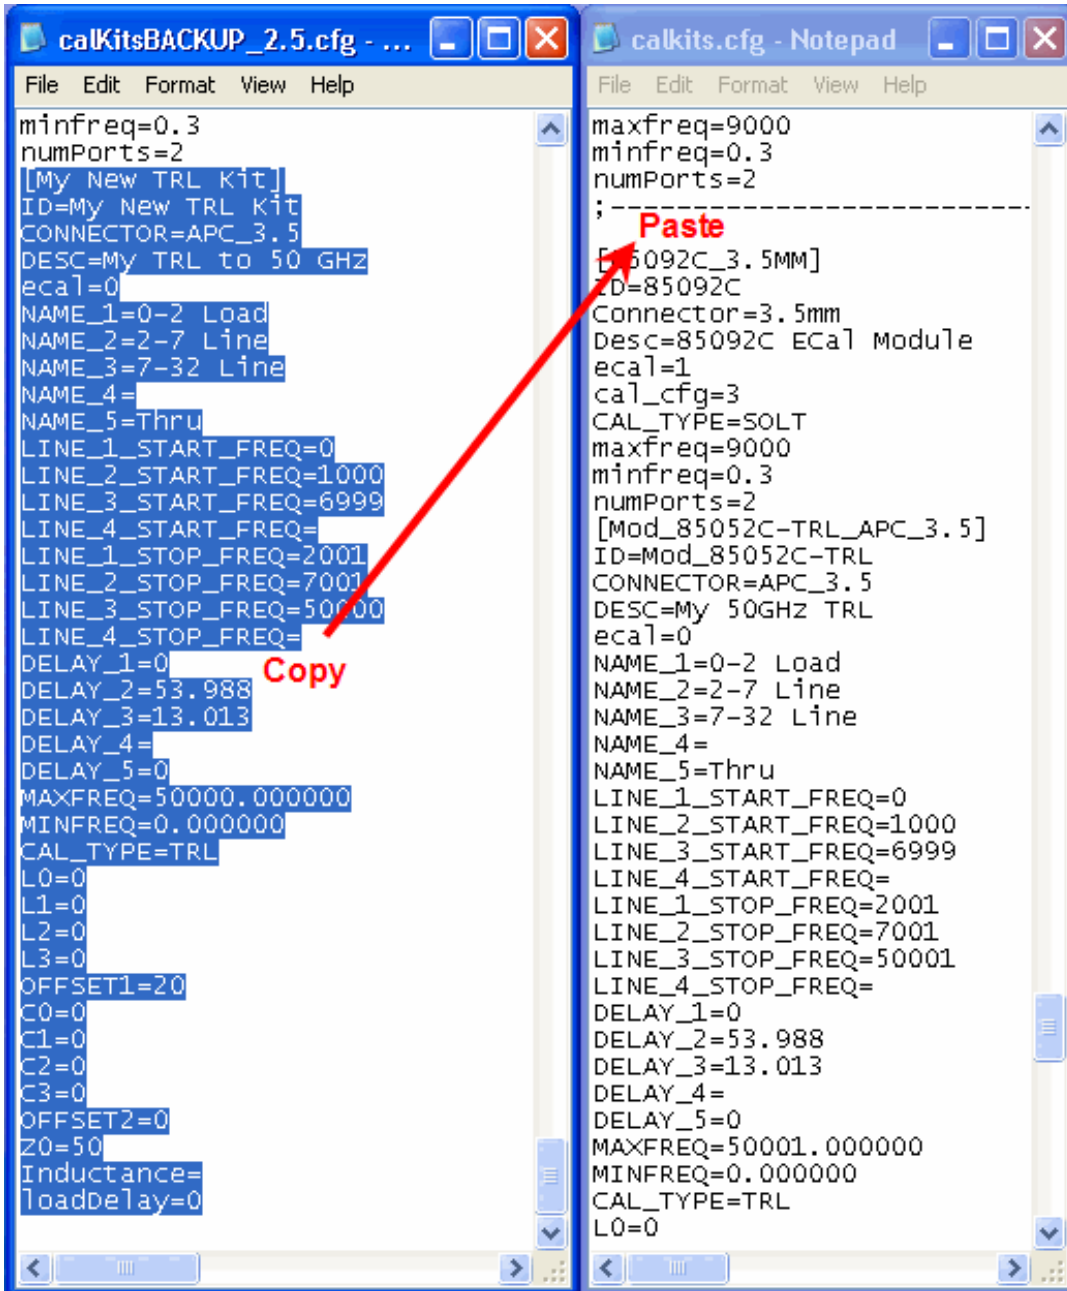 calKitsBACKUP_2.5.cfg - ...
File Edit Format View Help
minfreq=0.3
numPorts=2
[My New TRL Kit]
ID=My New TRL Kit
CONNECTOR=APC_3.5
DESC=My TRL to 50 GHz
ecal=0
NAME_1=0-2 Load
NAME_2=2-7 Line
NAME_3=7-32 Line
NAME_4=
NAME_5=Thru
LINE_1_START_FREQ=0
LINE_2_START_FREQ=1000
LINE_3_START_FREQ=6999
LINE_4_START_FREQ=
LINE_1_STOP_FREQ=2001
LINE_2_STOP_FREQ=7001
LINE_3_STOP_FREQ=50000
LINE_4_STOP_FREQ=
Copy
DELAY_1=0
DELAY_2=53.988
DELAY_3=13.013
DELAY_4=
DELAY_5=0
MAXFREQ=50000.000000
MINFREQ=0.000000
CAL_TYPE=TRL
L0=0
L1=0
L2=0
L3=0
OFFSET1=20
C0=0
C1=0
C2=0
C3=0
OFFSET2=0
Z0=50
Inductance=
loadDelay=0
calkits.cfg - Notepad
File Edit Format View Help
maxfreq=9000
minfreq=0.3
numPorts=2
;--------------------------
Paste
5092C_3.5MM]
ID=85092C
Connector=3.5mm
Desc=85092C ECal Module
ecal=1
cal_cfg=3
CAL_TYPE=SOLT
maxfreq=9000
minfreq=0.3
numPorts=2
[Mod_85052C-TRL_APC_3.5]
ID=Mod_85052C-TRL
CONNECTOR=APC_3.5
DESC=My 50GHz TRL
ecal=0
NAME_1=0-2 Load
NAME_2=2-7 Line
NAME_3=7-32 Line
NAME_4=
NAME_5=Thru
LINE_1_START_FREQ=0
LINE_2_START_FREQ=1000
LINE_3_START_FREQ=6999
LINE_4_START_FREQ=
LINE_1_STOP_FREQ=2001
LINE_2_STOP_FREQ=7001
LINE_3_STOP_FREQ=50001
LINE_4_STOP_FREQ=
DELAY_1=0
DELAY_2=53.988
DELAY_3=13.013
DELAY_4=
DELAY_5=0
MAXFREQ=50001.000000
MINFREQ=0.000000
CAL_TYPE=TRL
L0=0